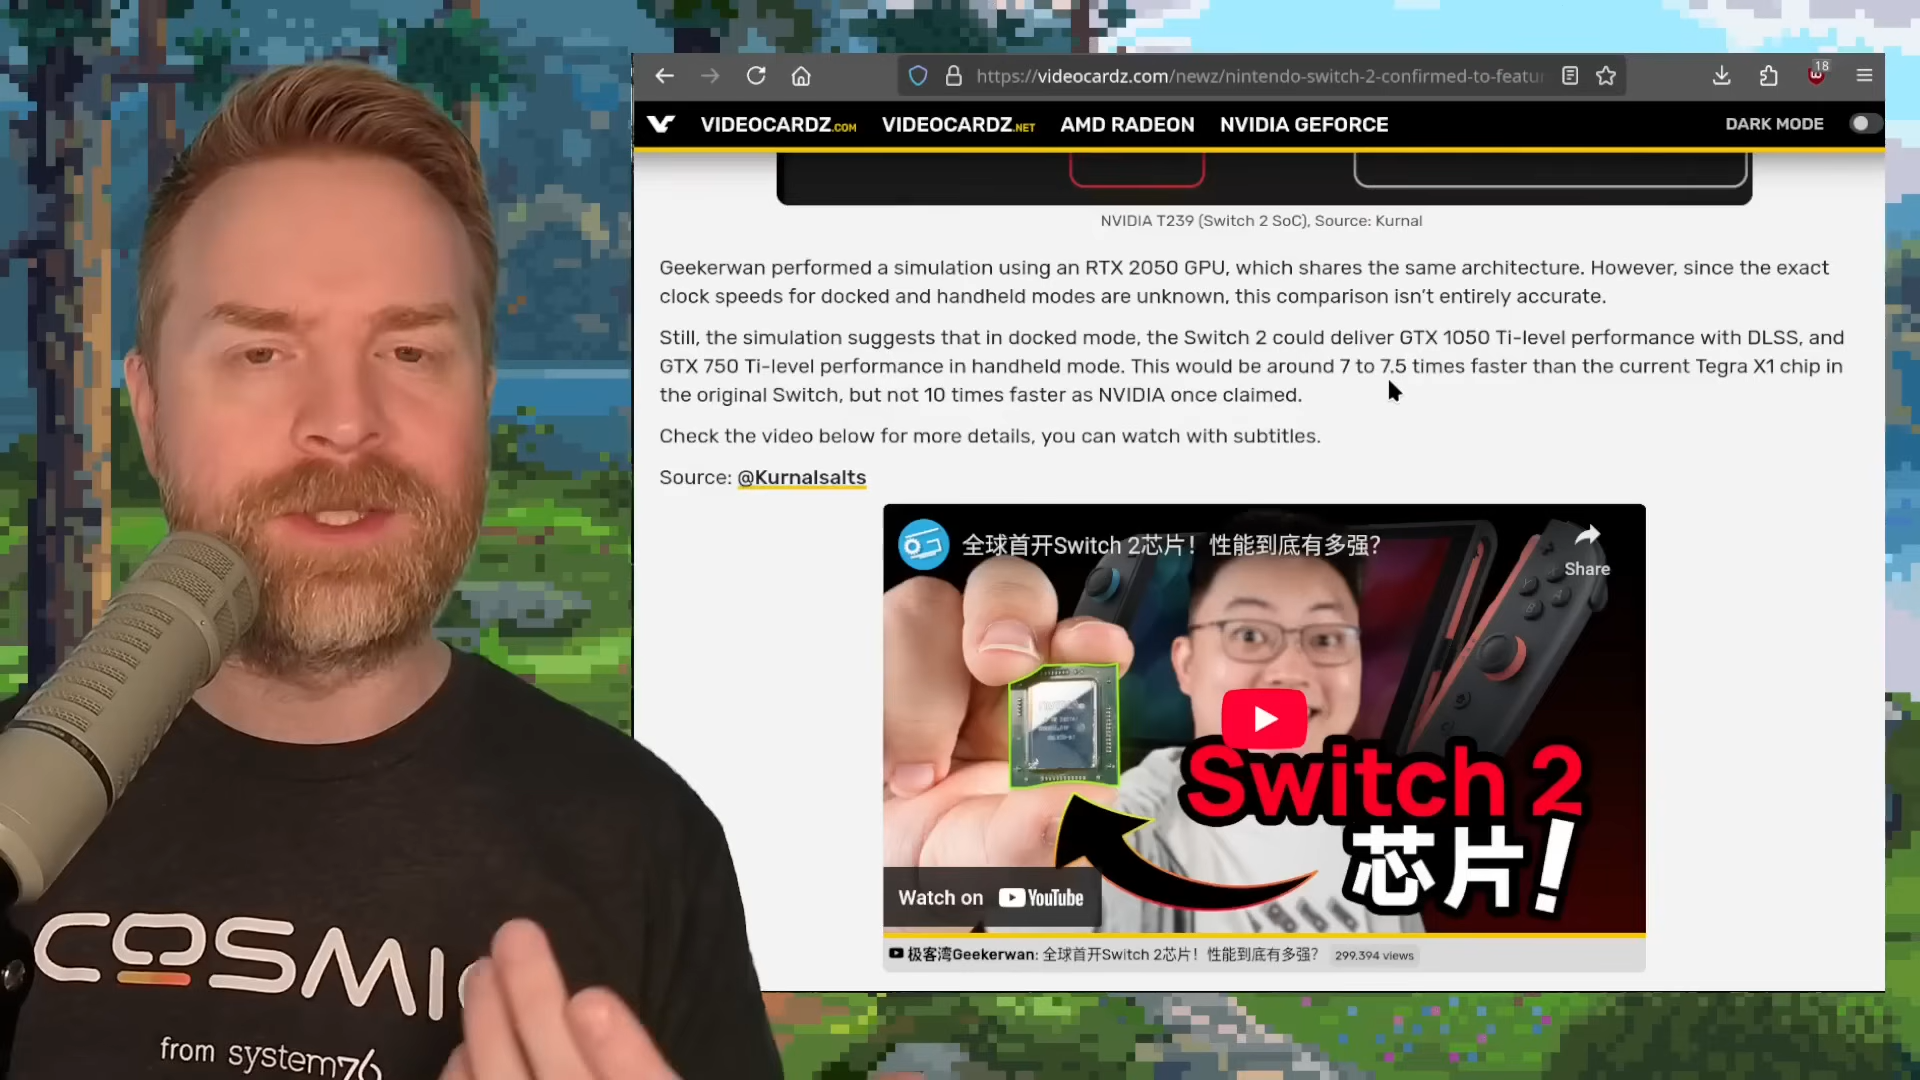 https://videocardz.com/newz/nintendo-switch-2-confirmed-to-featu
18
VIDEOCARDZ.COM VIDEOCARDZ.NET AMD RADEON NVIDIA GEFORCE DARK MODE
NVIDIA T239 (Switch 2 SoC), Source: Kurnal
Geekerwan performed a simulation using an RTX 2050 GPU, which shares the same architecture. However, since the exact
clock speeds for docked and handheld modes are unknown, this comparison isn't entirely accurate.
Still, the simulation suggests that in docked mode, the Switch 2 could deliver GTX 1050 Ti-level performance with DLSS, and
GTX 750 Ti-level performance in handheld mode. This would be around 7 to 7.5 times faster than the current Tegra X1 chip in
the original Switch, but not 10 times faster as NVIDIA once claimed.
Check the video below for more details, you can watch with subtitles.
Source: @Kurnalsalts
全球首开Switch 2芯片！性能到底有多强？
Share
Switch 2
芯片！
Watch on YouTube
极客湾Geekerwan: 全球首开Switch 2芯片！性能到底有多强？ 299.394 views
COSMIC
from system76